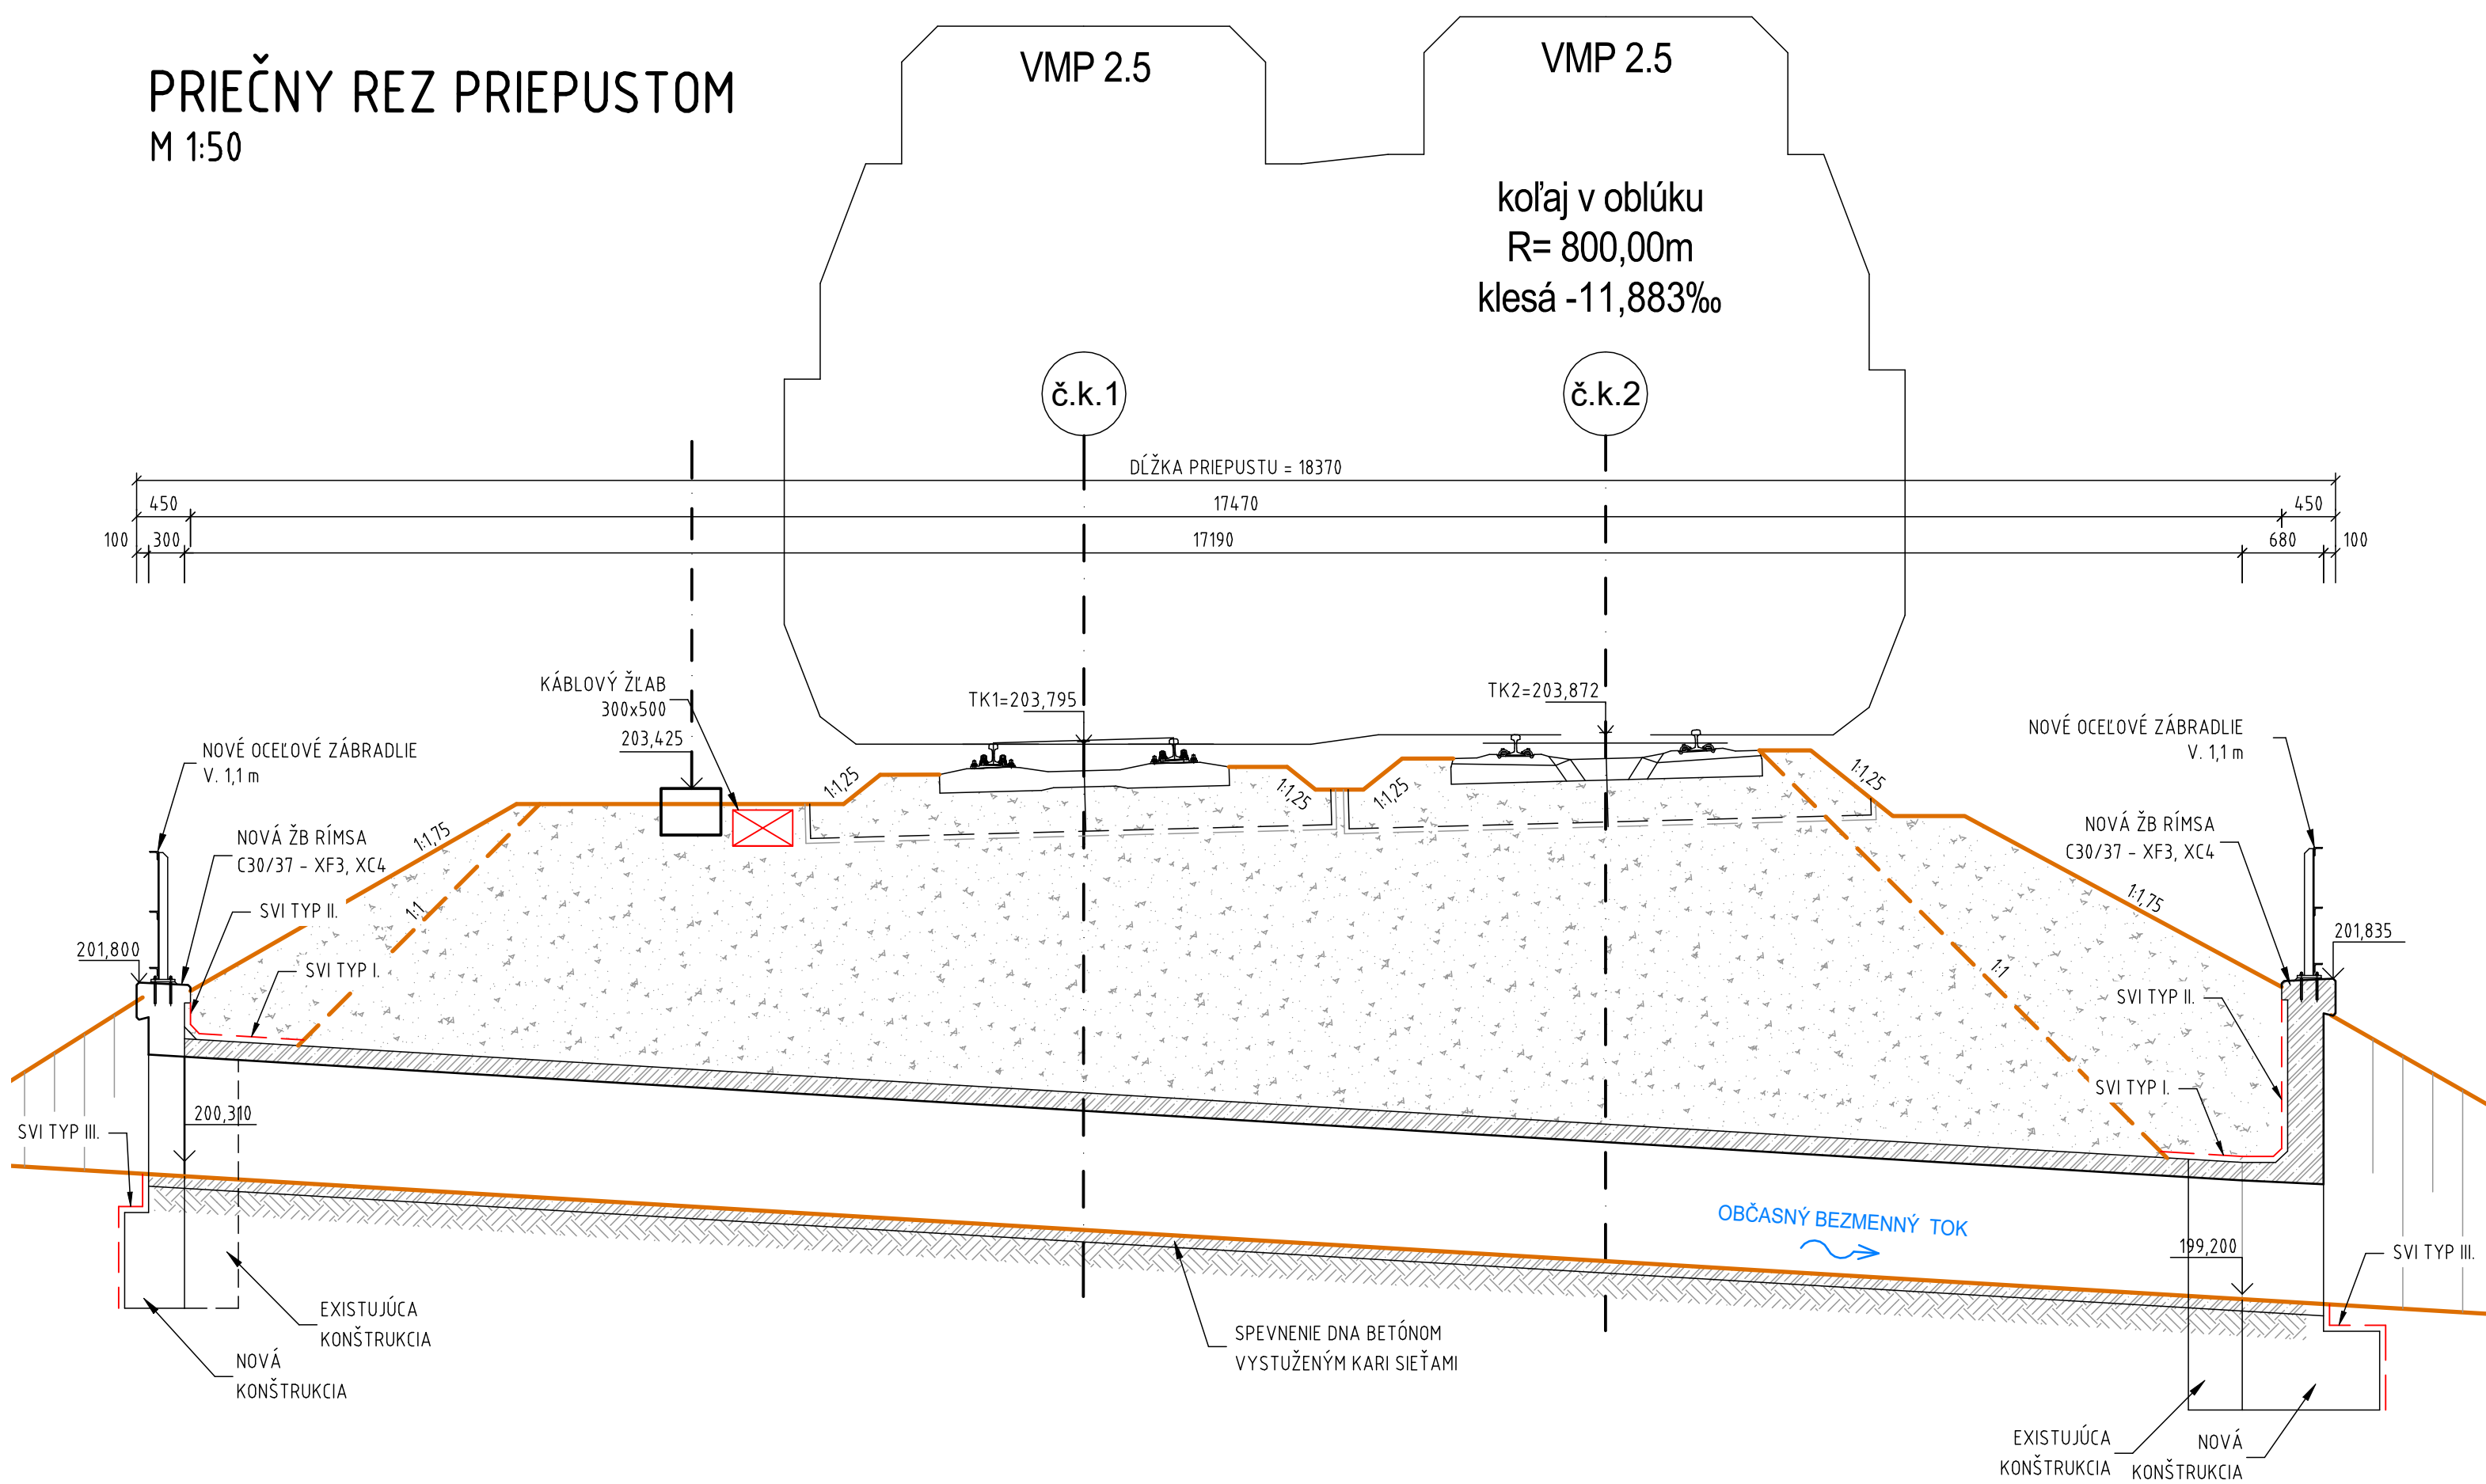 PRIEČNY REZ PRIEPUSTOM
M 1:50
VMP 2.5
VMP 2.5
koľaj v oblúku
R= 800,00m
klesá -11,883‰
č.k.1
č.k.2
DĹŽKA PRIEPUSTU = 18370
450
17470
450
100
300
17190
680
100
KÁBLOVÝ ŽĽAB
300x500
203,425
TK1=203,795
TK2=203,872
NOVÉ OCEĽOVÉ ZÁBRADLIE
V. 1,1 m
NOVÉ OCEĽOVÉ ZÁBRADLIE
V. 1,1 m
1:1,25
1:1,25
1:1,25
1:1,25
1:1,75
1:1,75
1:1
1:1
NOVÁ ŽB RÍMSA
C30/37 - XF3, XC4
NOVÁ ŽB RÍMSA
C30/37 - XF3, XC4
SVI TYP II.
201,800
SVI TYP I.
201,835
SVI TYP II.
SVI TYP I.
200,310
SVI TYP III.
OBČASNÝ BEZMENNÝ TOK
199,200
SVI TYP III.
EXISTUJÚCA
KONŠTRUKCIA
NOVÁ
KONŠTRUKCIA
SPEVNENIE DNA BETÓNOM
VYSTUŽENÝM KARI SIEŤAMI
EXISTUJÚCA
KONŠTRUKCIA
NOVÁ
KONŠTRUKCIA